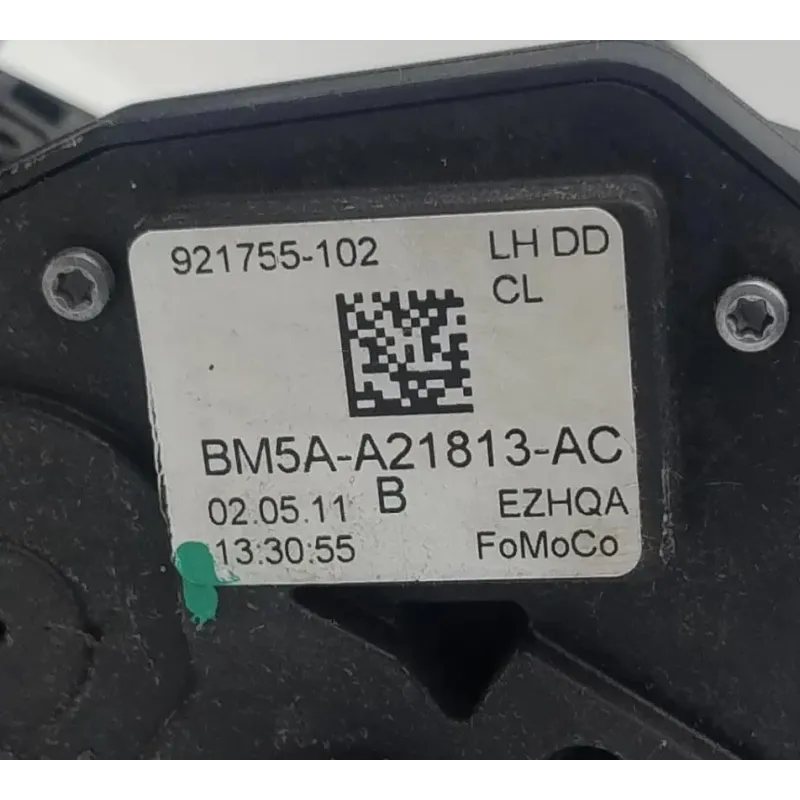 921755-102 LH DD
CL
BM5A-A21813-AC
02.05.11 B EZHQA
13:30:55 FoMoCo